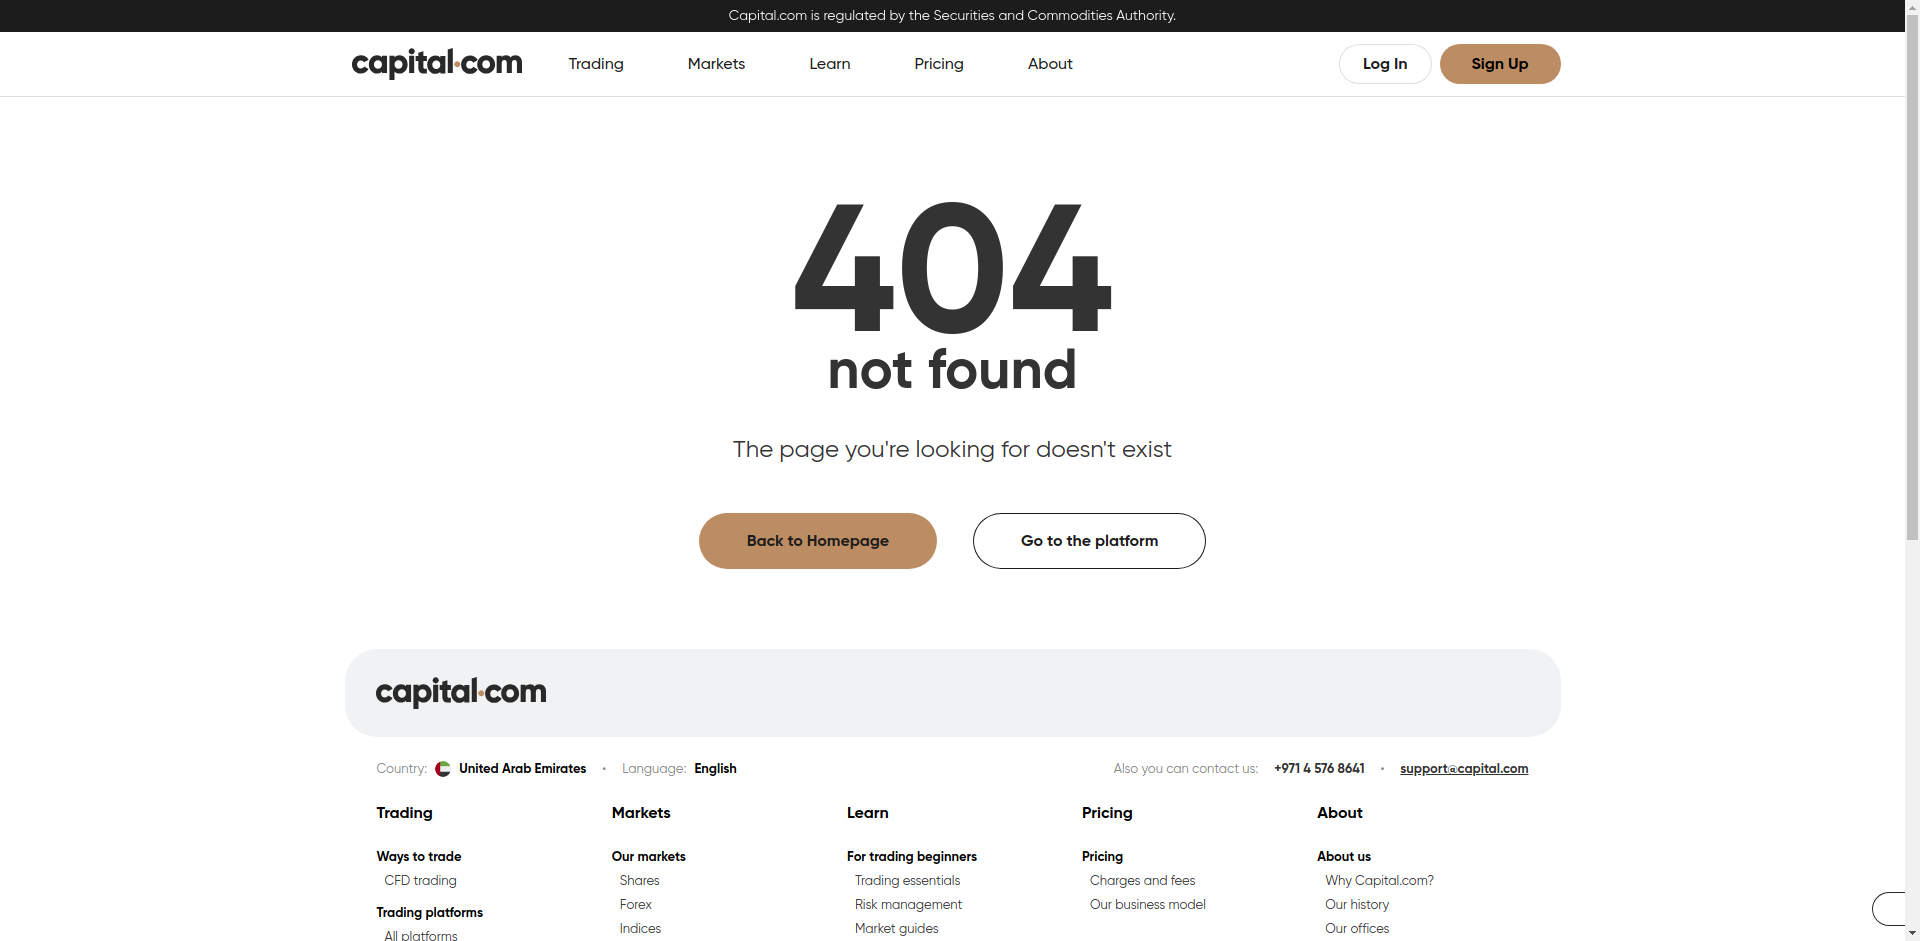 Capital.com is regulated by the Securities and Commodities Authority.
capital.com Trading Markets Learn Pricing About Log In Sign Up
404
not found
The page you're looking for doesn't exist
Back to Homepage Go to the platform
capital.com
Country: United Arab Emirates • Language: English Also you can contact us: +971 4 576 8641 • support@capital.com
Trading Markets Learn Pricing About
Ways to trade Our markets For trading beginners Pricing About us
CFD trading Shares Trading essentials Charges and fees Why Capital.com?
Forex Risk management Our business model Our history
Trading platforms
Indices Market guides Our offices
All platforms